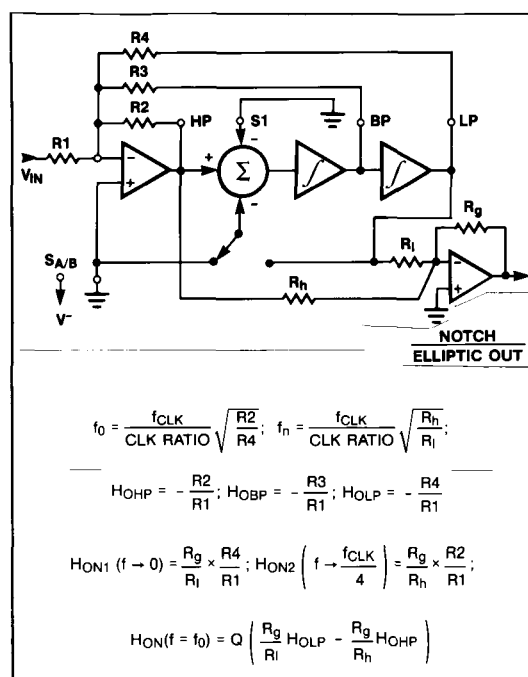 R4
R3
R2
HP
S1
BP
LP
R1
VIN
−
+
+
−
−
Σ
∫
∫
Rg
Rl
−
+
SA/B
V−
Rh
NOTCH
ELLIPTIC OUT
f0 = fCLK / CLK RATIO √(R2 / R4); fn = fCLK / CLK RATIO √(Rh / Rl);
HOHP = − R2 / R1; HOBP = − R3 / R1; HOLP = − R4 / R1
HON1 (f → 0) = Rg / Rl × R4 / R1; HON2 (f → fCLK / 4) = Rg / Rh × R2 / R1;
HON(f = f0) = Q (Rg / Rl HOLP − Rg / Rh HOHP)